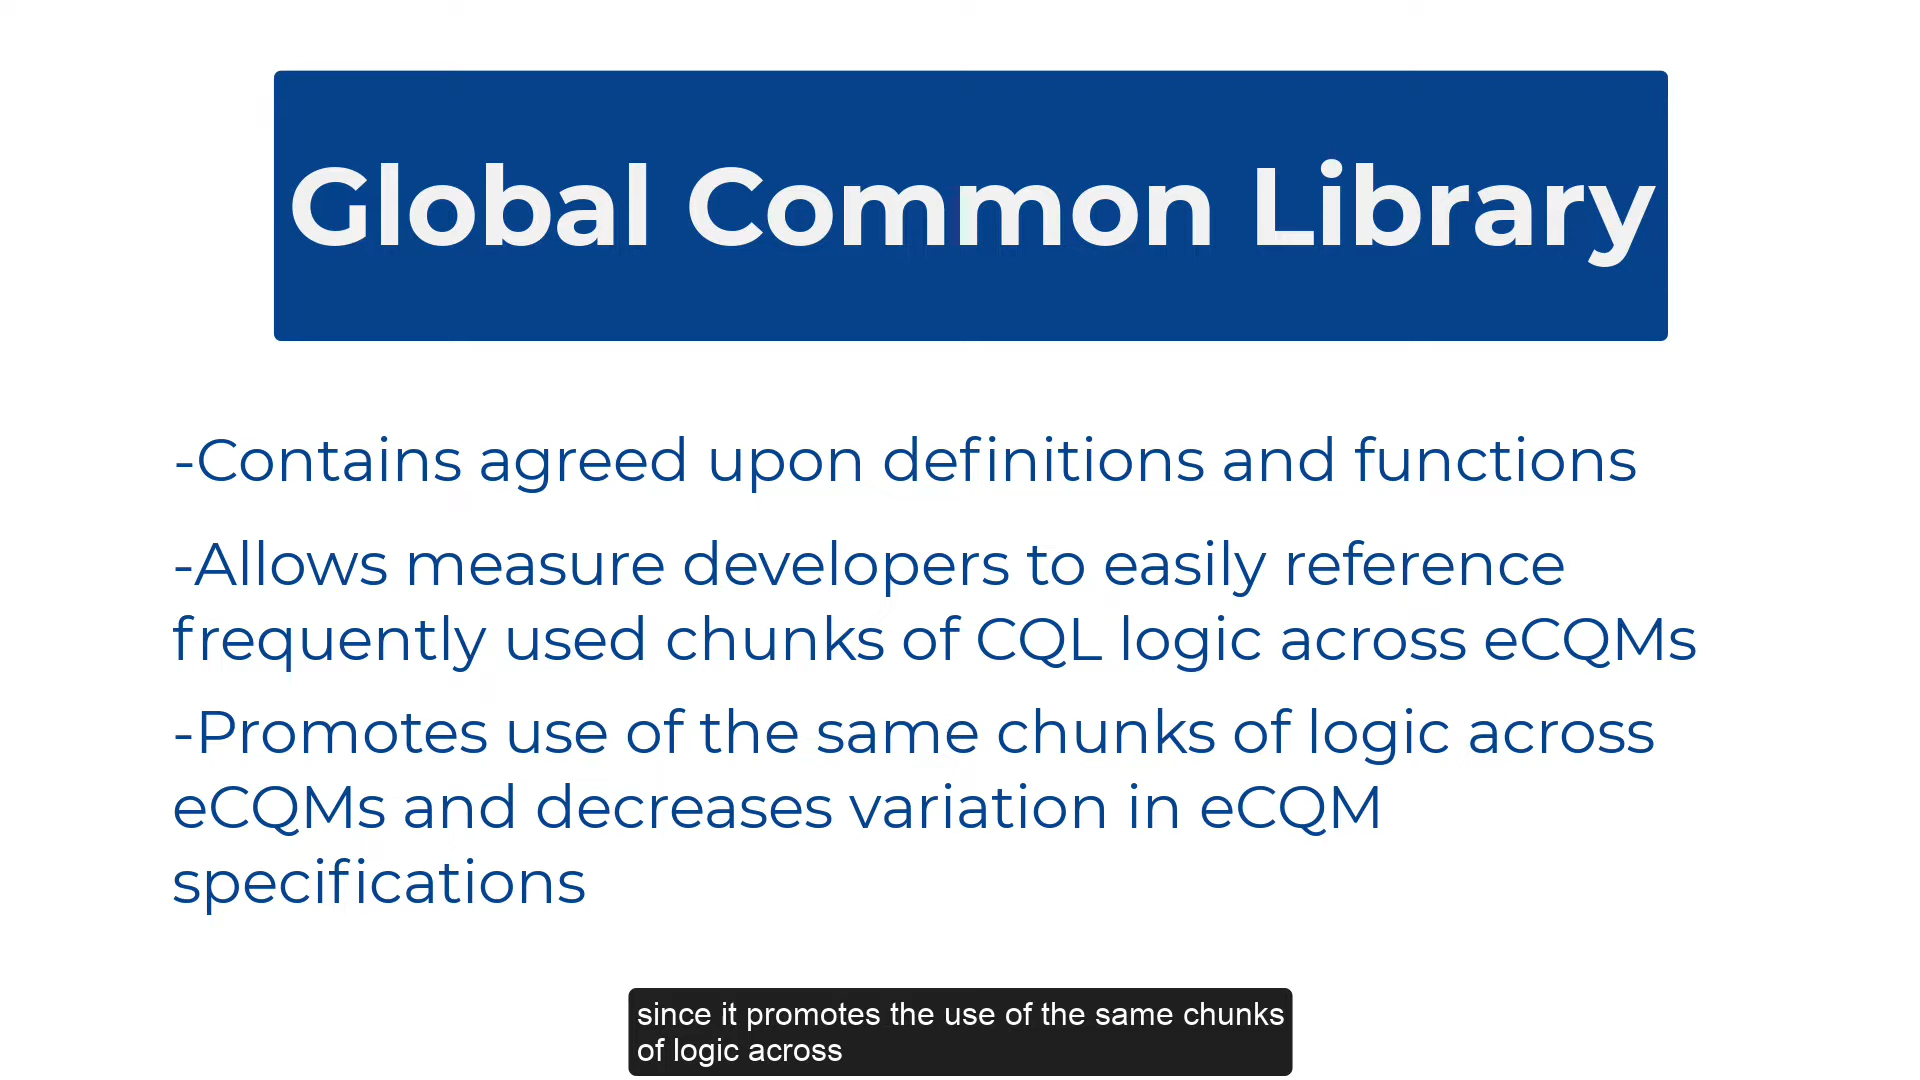 Global Common Library
-Contains agreed upon definitions and functions
-Allows measure developers to easily reference
frequently used chunks of CQL logic across eCQMs
-Promotes use of the same chunks of logic across
eCQMs and decreases variation in eCQM
specifications
since it promotes the use of the same chunks
of logic across